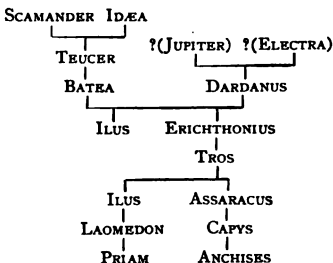 SCAMANDER IDÆA
?(JUPITER) ?(ELECTRA)
TEUCER
BATEA DARDANUS
ILUS ERICHTHONIUS
TROS
ILUS ASSARACUS
LAOMEDON CAPYS
PRIAM ANCHISES